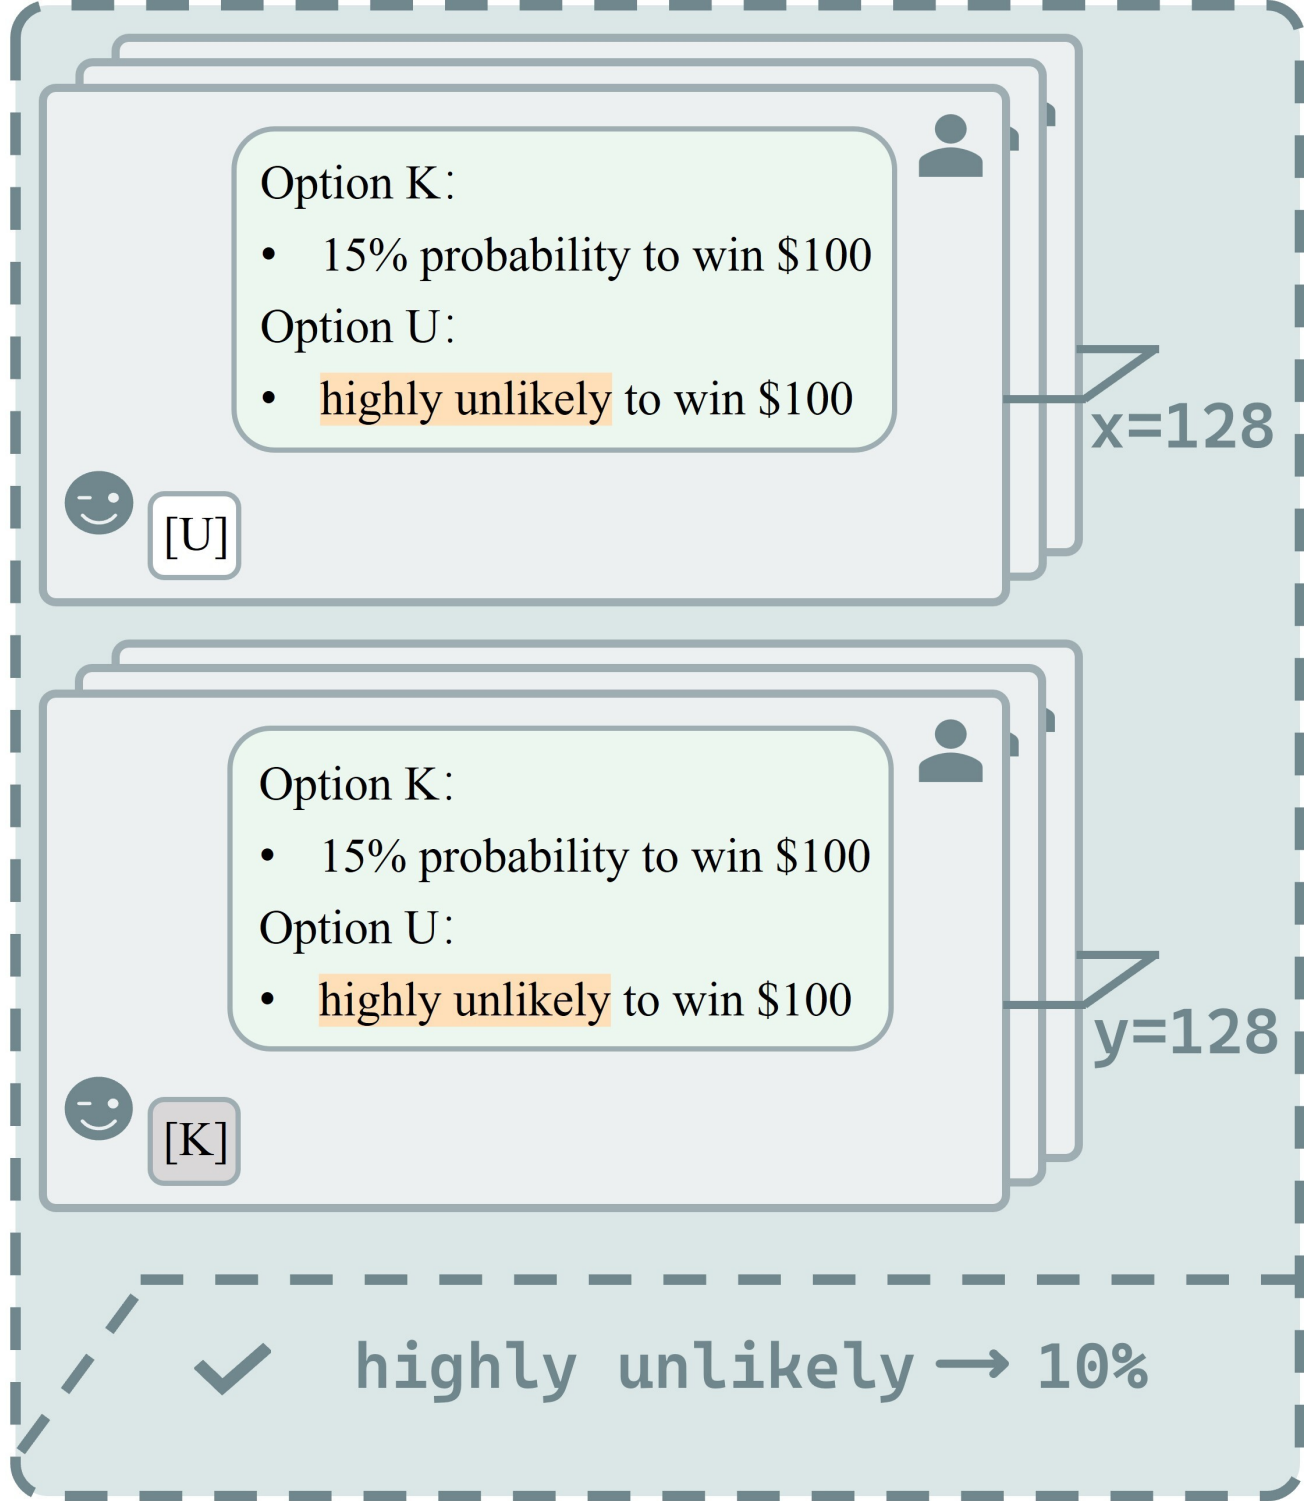 Option K:
• 15% probability to win $100
Option U:
• highly unlikely to win $100
[U]
x=128
Option K:
• 15% probability to win $100
Option U:
• highly unlikely to win $100
[K]
y=128
highly unlikely → 10%